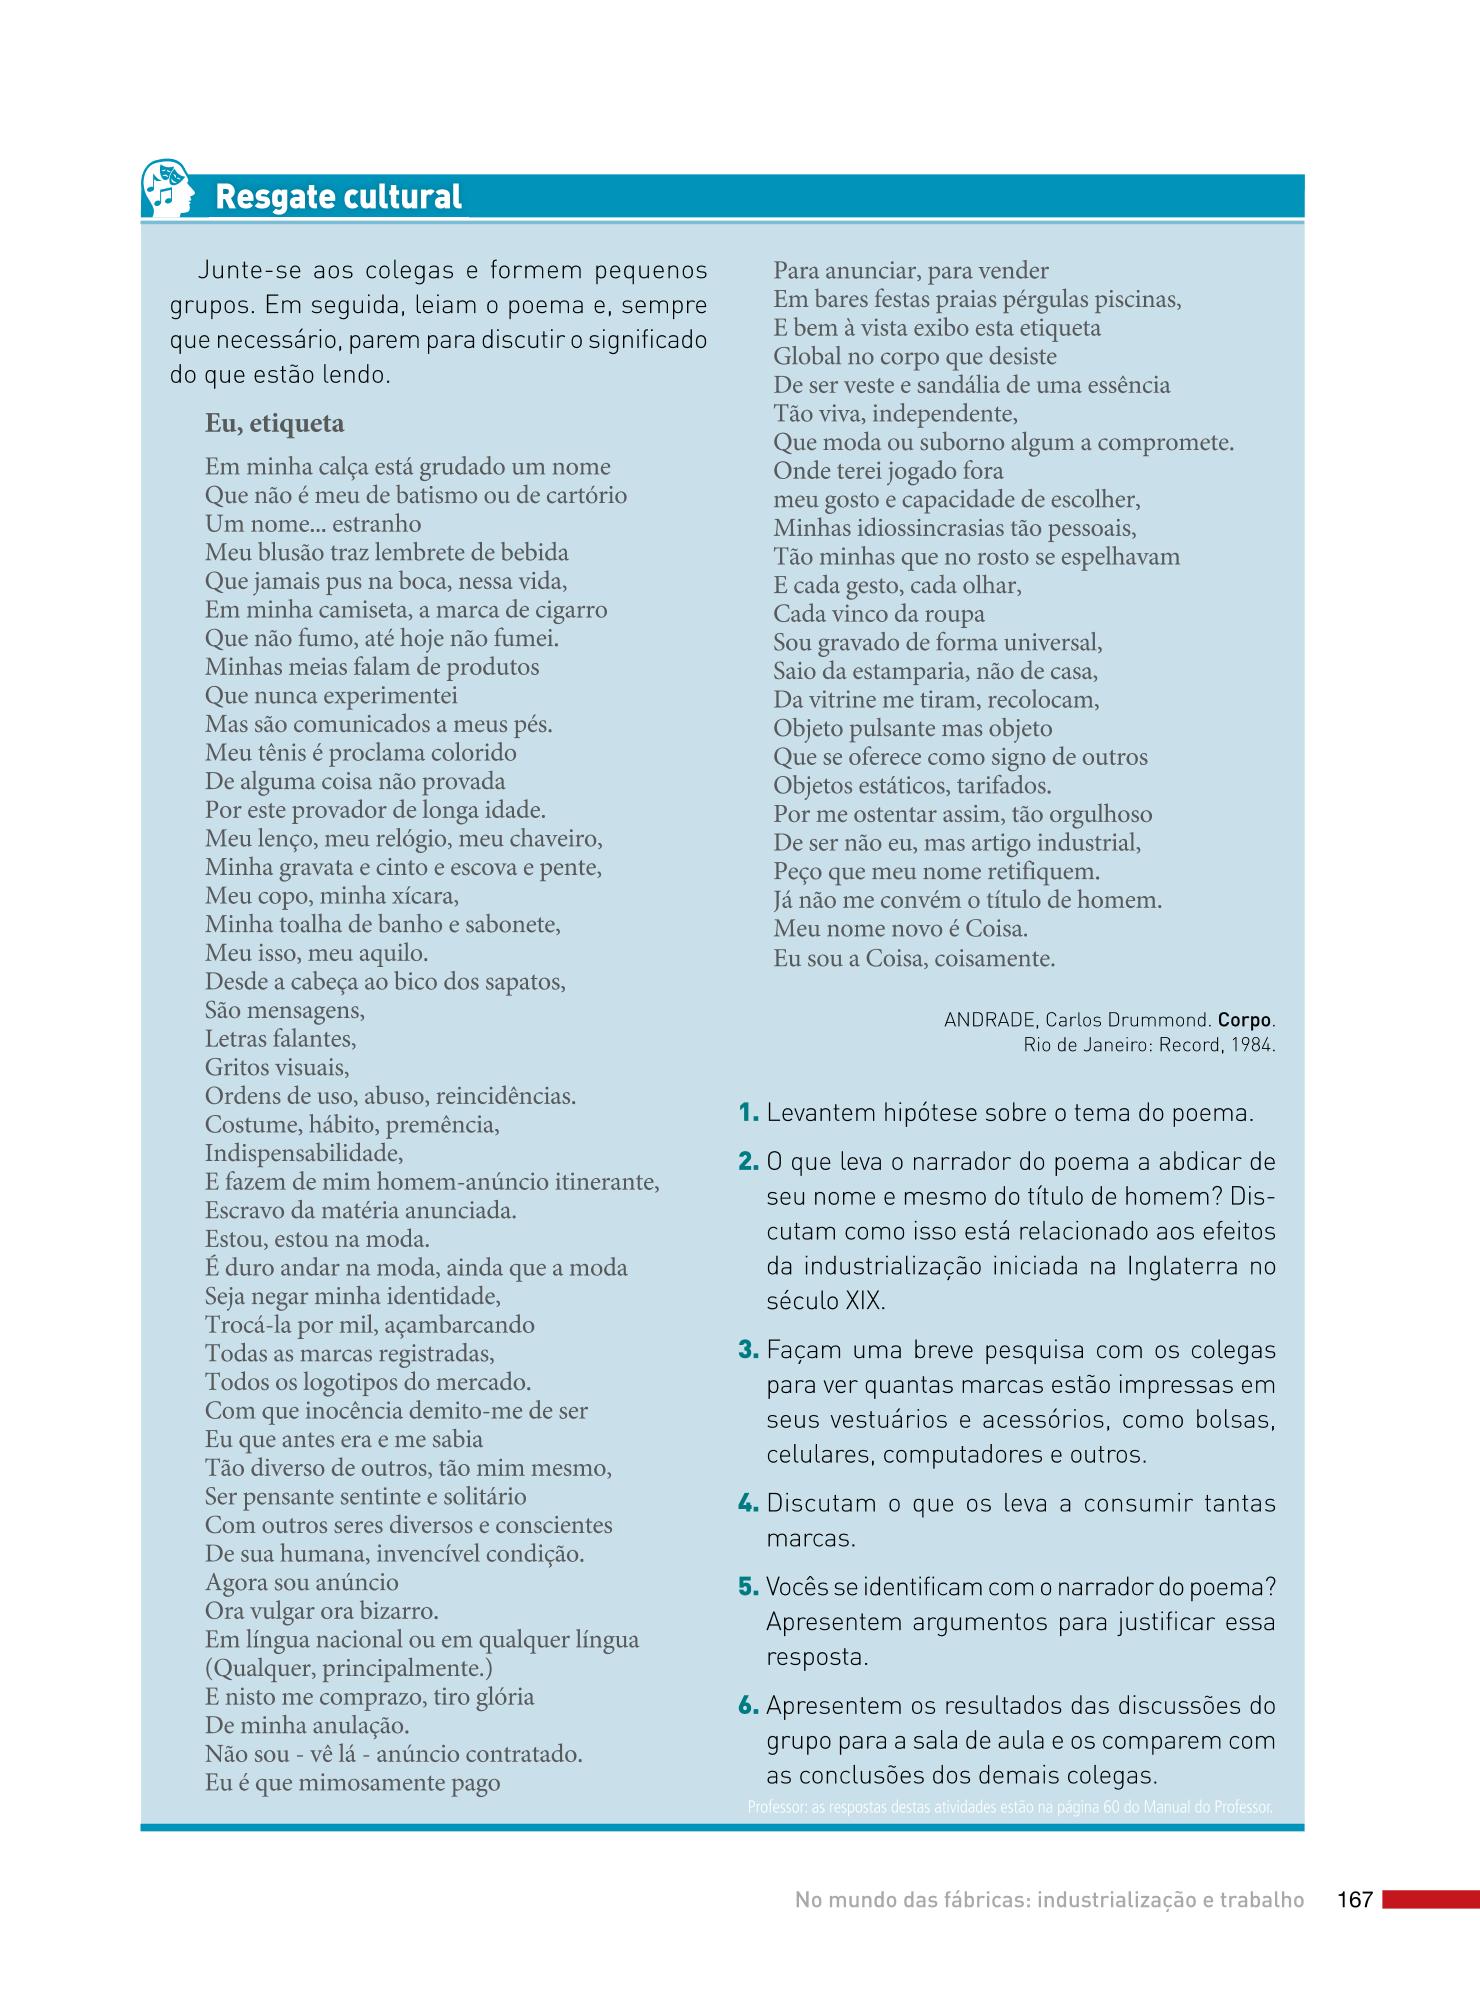 Resgate cultural
Junte-se aos colegas e formem pequenos
grupos. Em seguida, leiam o poema e, sempre
que necessário, parem para discutir o significado
do que estão lendo.
Eu, etiqueta
Em minha calça está grudado um nome
Que não é meu de batismo ou de cartório
Um nome... estranho
Meu blusão traz lembrete de bebida
Que jamais pus na boca, nessa vida,
Em minha camiseta, a marca de cigarro
Que não fumo, até hoje não fumei.
Minhas meias falam de produtos
Que nunca experimentei
Mas são comunicados a meus pés.
Meu tênis é proclama colorido
De alguma coisa não provada
Por este provador de longa idade.
Meu lenço, meu relógio, meu chaveiro,
Minha gravata e cinto e escova e pente,
Meu copo, minha xícara,
Minha toalha de banho e sabonete,
Meu isso, meu aquilo.
Desde a cabeça ao bico dos sapatos,
São mensagens,
Letras falantes,
Gritos visuais,
Ordens de uso, abuso, reincidências.
Costume, hábito, premência,
Indispensabilidade,
E fazem de mim homem-anúncio itinerante,
Escravo da matéria anunciada.
Estou, estou na moda.
É duro andar na moda, ainda que a moda
Seja negar minha identidade,
Trocá-la por mil, açambarcando
Todas as marcas registradas,
Todos os logotipos do mercado.
Com que inocência demito-me de ser
Eu que antes era e me sabia
Tão diverso de outros, tão mim mesmo,
Ser pensante sentinte e solitário
Com outros seres diversos e conscientes
De sua humana, invencível condição.
Agora sou anúncio
Ora vulgar ora bizarro.
Em língua nacional ou em qualquer língua
(Qualquer, principalmente.)
E nisto me comprazo, tiro glória
De minha anulação.
Não sou - vê lá - anúncio contratado.
Eu é que mimosamente pago
Para anunciar, para vender
Em bares festas praias pérgulas piscinas,
E bem à vista exibo esta etiqueta
Global no corpo que desiste
De ser veste e sandália de uma essência
Tão viva, independente,
Que moda ou suborno algum a compromete.
Onde terei jogado fora
meu gosto e capacidade de escolher,
Minhas idiossincrasias tão pessoais,
Tão minhas que no rosto se espelhavam
E cada gesto, cada olhar,
Cada vinco da roupa
Sou gravado de forma universal,
Saio da estamparia, não de casa,
Da vitrine me tiram, recolocam,
Objeto pulsante mas objeto
Que se oferece como signo de outros
Objetos estáticos, tarifados.
Por me ostentar assim, tão orgulhoso
De ser não eu, mas artigo industrial,
Peço que meu nome retifiquem.
Já não me convém o título de homem.
Meu nome novo é Coisa.
Eu sou a Coisa, coisamente.
ANDRADE, Carlos Drummond. Corpo.
Rio de Janeiro: Record, 1984.
1. Levantem hipótese sobre o tema do poema.
2. O que leva o narrador do poema a abdicar de
seu nome e mesmo do título de homem? Dis-
cutam como isso está relacionado aos efeitos
da industrialização iniciada na Inglaterra no
século XIX.
3. Façam uma breve pesquisa com os colegas
para ver quantas marcas estão impressas em
seus vestuários e acessórios, como bolsas,
celulares, computadores e outros.
4. Discutam o que os leva a consumir tantas
marcas.
5. Vocês se identificam com o narrador do poema?
Apresentem argumentos para justificar essa
resposta.
6. Apresentem os resultados das discussões do
grupo para a sala de aula e os comparem com
as conclusões dos demais colegas.
Professor: as respostas destas atividades estão na página 60 do Manual do Professor.
No mundo das fábricas: industrialização e trabalho 167